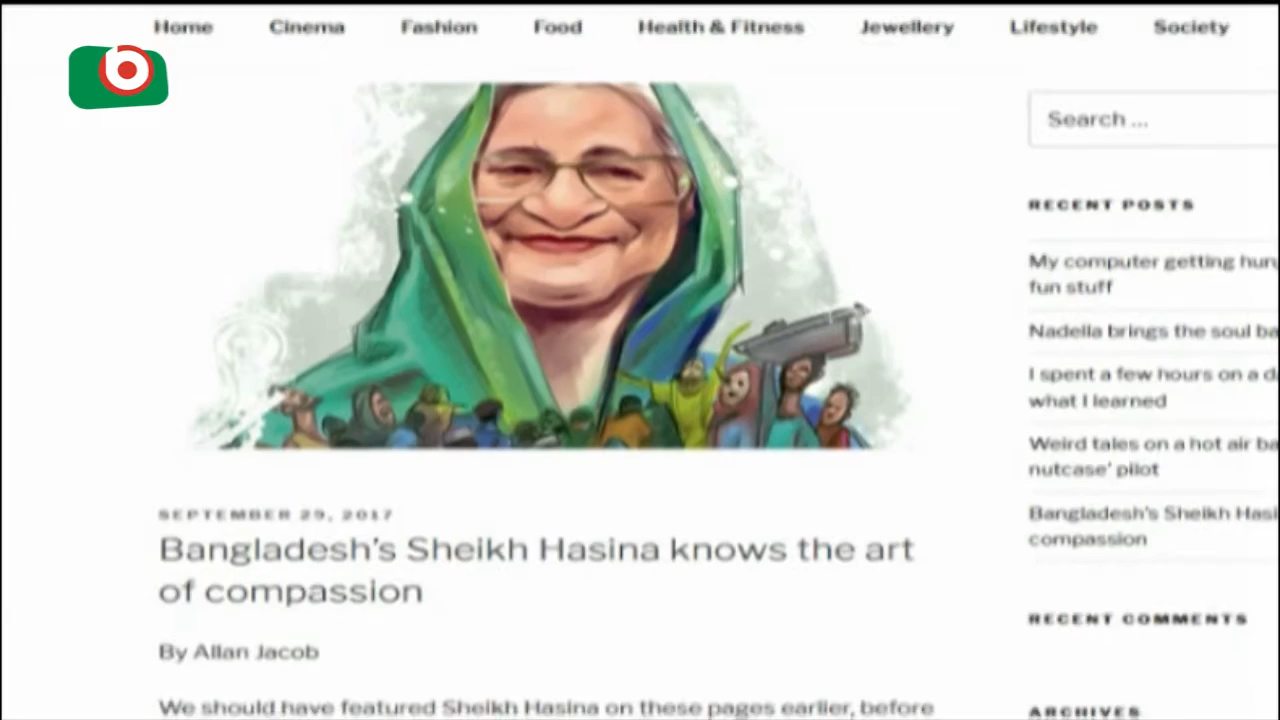 Home Cinema Fashion Food Health & Fitness Jewellery Lifestyle Society
b
Search ...
RECENT POSTS
My computer getting hun
fun stuff
Nadella brings the soul ba
I spent a few hours on a d
what I learned
Weird tales on a hot air ba
nutcase' pilot
Bangladesh's Sheikh Hasi
compassion
RECENT COMMENTS
ARCHIVES
SEPTEMBER 29, 2017
Bangladesh's Sheikh Hasina knows the art
of compassion
By Allan Jacob
We should have featured Sheikh Hasina on these pages earlier, before